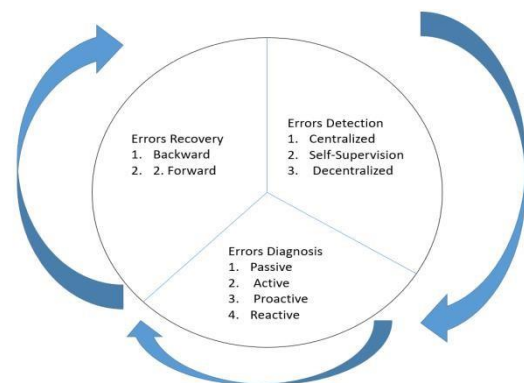 Errors Recovery
1. Backward
2. 2. Forward
Errors Detection
1. Centralized
2. Self-Supervision
3. Decentralized
Errors Diagnosis
1. Passive
2. Active
3. Proactive
4. Reactive